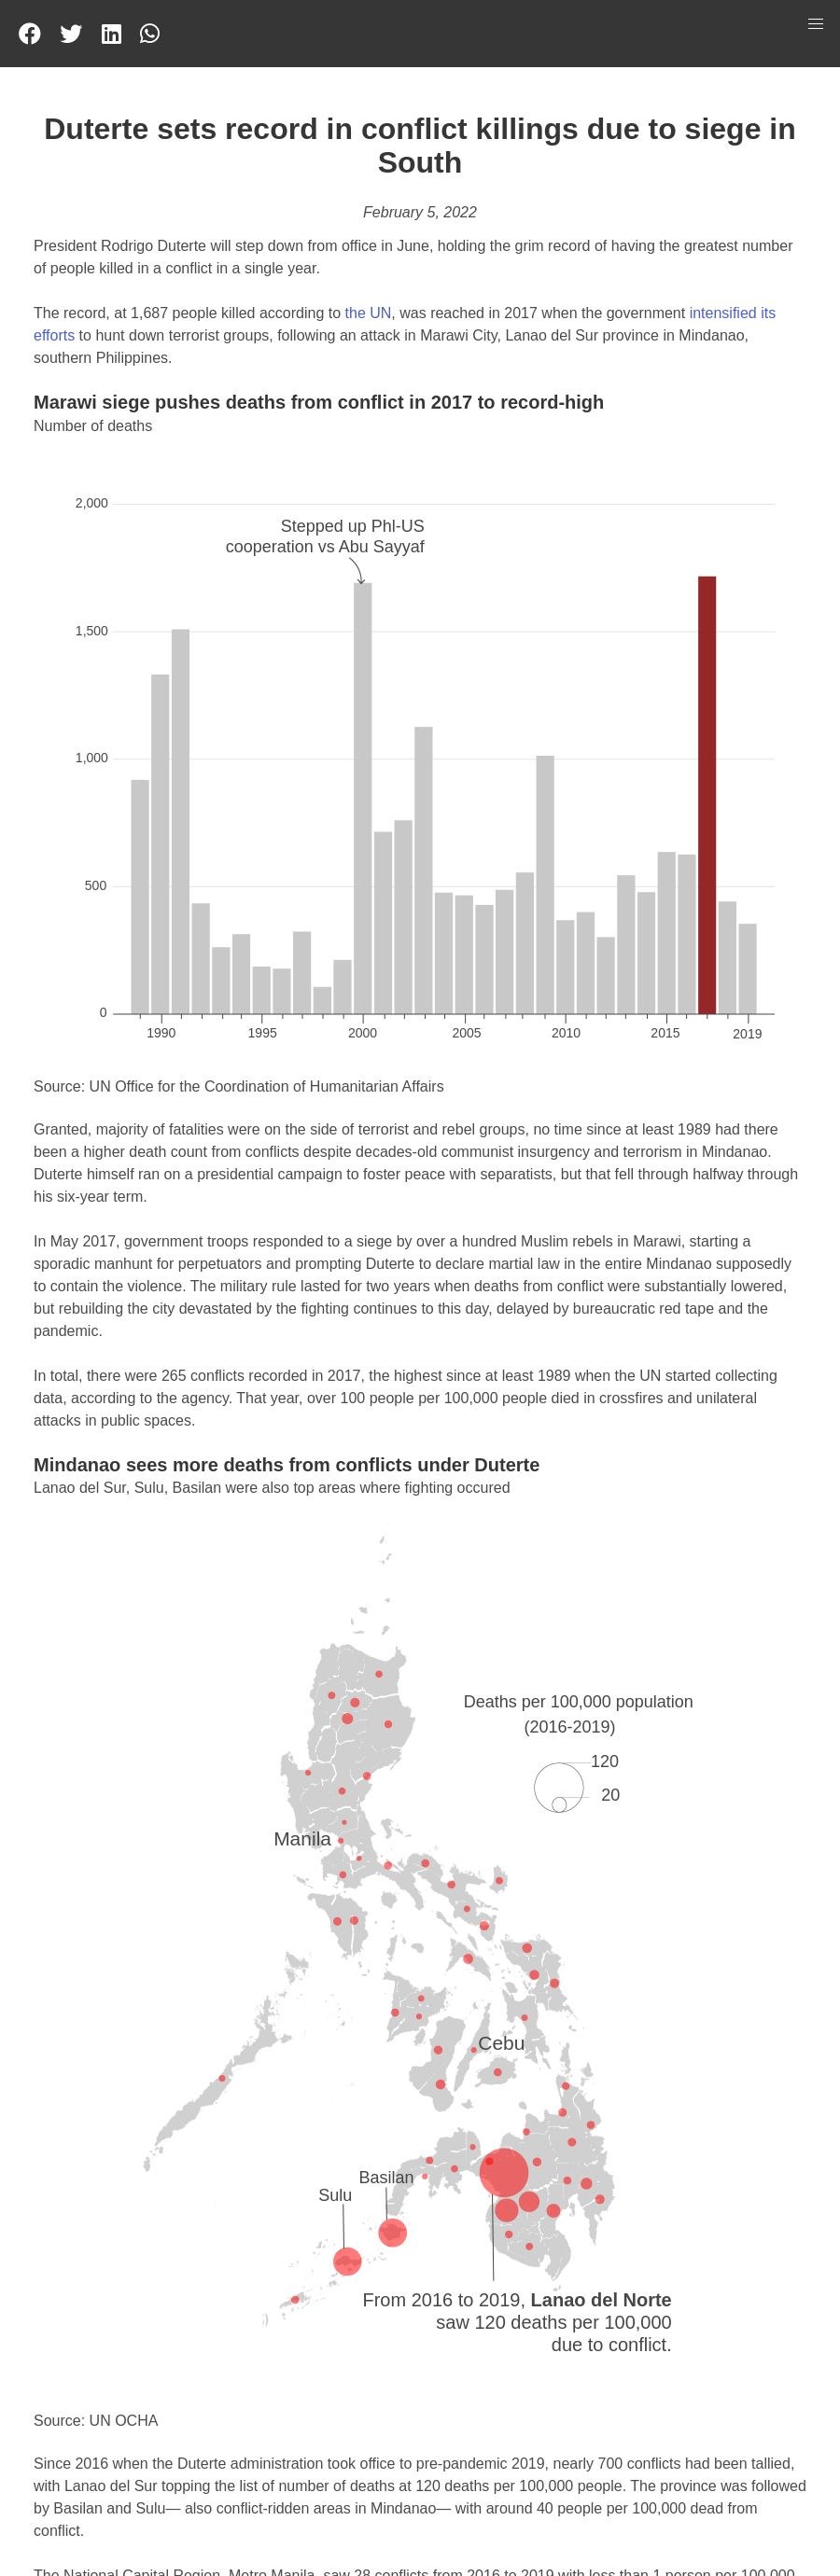 Duterte sets record in conflict killings due to siege in
South
February 5, 2022
President Rodrigo Duterte will step down from office in June, holding the grim record of having the greatest number
of people killed in a conflict in a single year.
The record, at 1,687 people killed according to the UN, was reached in 2017 when the government intensified its
efforts to hunt down terrorist groups, following an attack in Marawi City, Lanao del Sur province in Mindanao,
southern Philippines.
Marawi siege pushes deaths from conflict in 2017 to record-high
Number of deaths
2,000
Stepped up Phl-US
cooperation vs Abu Sayyaf
1,500
1,000
500
0
1990 1995 2000 2005 2010 2015 2019
Source: UN Office for the Coordination of Humanitarian Affairs
Granted, majority of fatalities were on the side of terrorist and rebel groups, no time since at least 1989 had there
been a higher death count from conflicts despite decades-old communist insurgency and terrorism in Mindanao.
Duterte himself ran on a presidential campaign to foster peace with separatists, but that fell through halfway through
his six-year term.
In May 2017, government troops responded to a siege by over a hundred Muslim rebels in Marawi, starting a
sporadic manhunt for perpetuators and prompting Duterte to declare martial law in the entire Mindanao supposedly
to contain the violence. The military rule lasted for two years when deaths from conflict were substantially lowered,
but rebuilding the city devastated by the fighting continues to this day, delayed by bureaucratic red tape and the
pandemic.
In total, there were 265 conflicts recorded in 2017, the highest since at least 1989 when the UN started collecting
data, according to the agency. That year, over 100 people per 100,000 people died in crossfires and unilateral
attacks in public spaces.
Mindanao sees more deaths from conflicts under Duterte
Lanao del Sur, Sulu, Basilan were also top areas where fighting occured
Deaths per 100,000 population
(2016-2019)
120
20
Manila
Cebu
Basilan
Sulu
From 2016 to 2019, Lanao del Norte
saw 120 deaths per 100,000
due to conflict.
Source: UN OCHA
Since 2016 when the Duterte administration took office to pre-pandemic 2019, nearly 700 conflicts had been tallied,
with Lanao del Sur topping the list of number of deaths at 120 deaths per 100,000 people. The province was followed
by Basilan and Sulu— also conflict-ridden areas in Mindanao— with around 40 people per 100,000 dead from
conflict.
The National Capital Region, Metro Manila, saw 28 conflicts from 2016 to 2019 with less than 1 person per 100,000